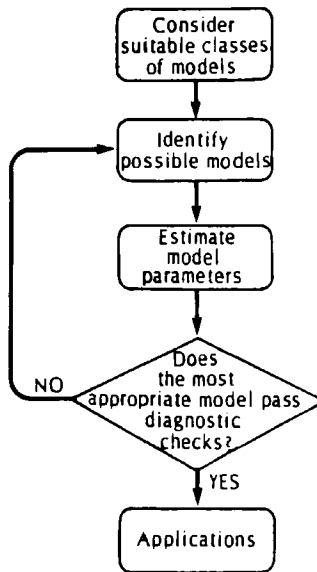 Consider
suitable classes
of models
Identify
possible models
Estimate
model
parameters
Does
the most
appropriate model pass
diagnostic
checks?
NO
YES
Applications